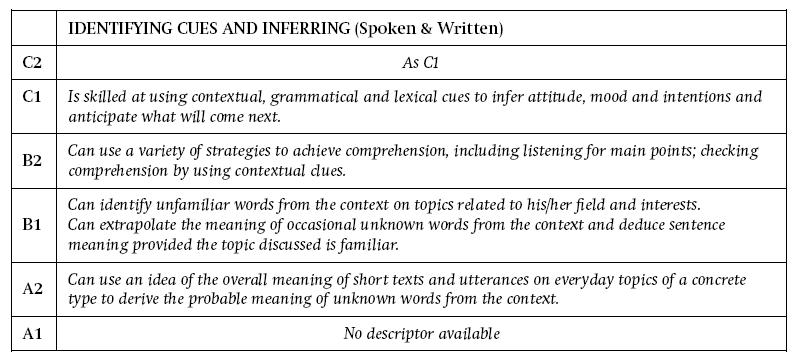 IDENTIFYING CUES AND INFERRING (Spoken & Written)
C2
As C1
C1
Is skilled at using contextual, grammatical and lexical cues to infer attitude, mood and intentions and
anticipate what will come next.
B2
Can use a variety of strategies to achieve comprehension, including listening for main points; checking
comprehension by using contextual clues.
B1
Can identify unfamiliar words from the context on topics related to his/her field and interests.
Can extrapolate the meaning of occasional unknown words from the context and deduce sentence
meaning provided the topic discussed is familiar.
A2
Can use an idea of the overall meaning of short texts and utterances on everyday topics of a concrete
type to derive the probable meaning of unknown words from the context.
A1
No descriptor available